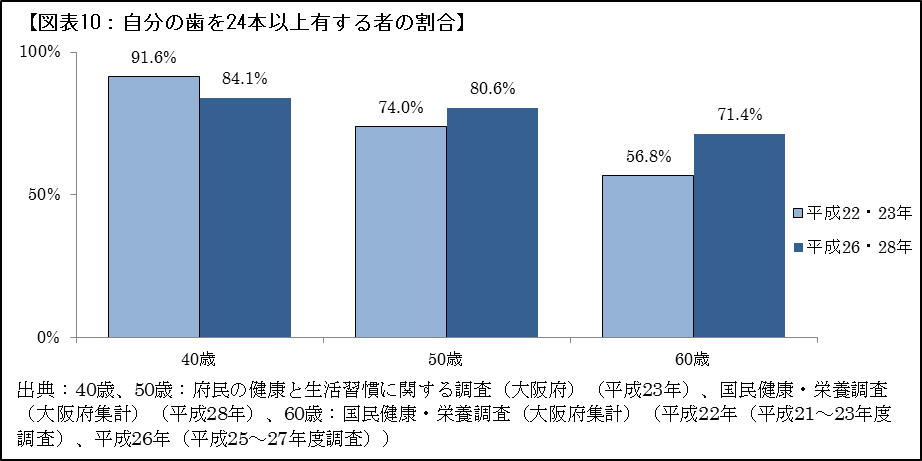 【図表10：自分の歯を24本以上有する者の割合】
100%
50%
0%
91.6%
84.1%
74.0%
80.6%
56.8%
71.4%
40歳
50歳
60歳
平成22・23年
平成26・28年
出典：40歳、50歳：府民の健康と生活習慣に関する調査（大阪府）（平成23年）、国民健康・栄養調査
（大阪府集計）（平成28年）、60歳：国民健康・栄養調査（大阪府集計）（平成22年（平成21～23年度
調査）、平成26年（平成25～27年度調査））